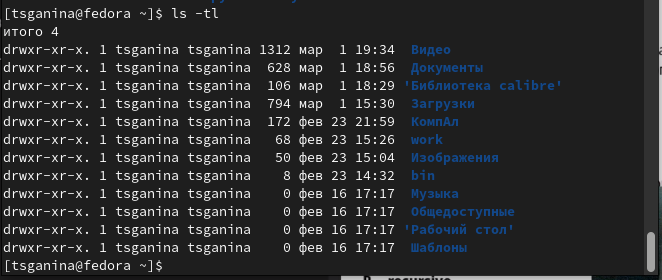 [tsganina@fedora ~]$ ls -tl
итого 4
drwxr-xr-x. 1 tsganina tsganina 1312 мар  1 19:34  Видео
drwxr-xr-x. 1 tsganina tsganina  628 мар  1 18:56  Документы
drwxr-xr-x. 1 tsganina tsganina  106 мар  1 18:29 'Библиотека calibre'
drwxr-xr-x. 1 tsganina tsganina  794 мар  1 15:30  Загрузки
drwxr-xr-x. 1 tsganina tsganina  172 фев 23 21:59  КомпАл
drwxr-xr-x. 1 tsganina tsganina   68 фев 23 15:26  work
drwxr-xr-x. 1 tsganina tsganina   50 фев 23 15:04  Изображения
drwxr-xr-x. 1 tsganina tsganina    8 фев 23 14:32  bin
drwxr-xr-x. 1 tsganina tsganina    0 фев 16 17:17  Музыка
drwxr-xr-x. 1 tsganina tsganina    0 фев 16 17:17  Общедоступные
drwxr-xr-x. 1 tsganina tsganina    0 фев 16 17:17 'Рабочий стол'
drwxr-xr-x. 1 tsganina tsganina    0 фев 16 17:17  Шаблоны
[tsganina@fedora ~]$